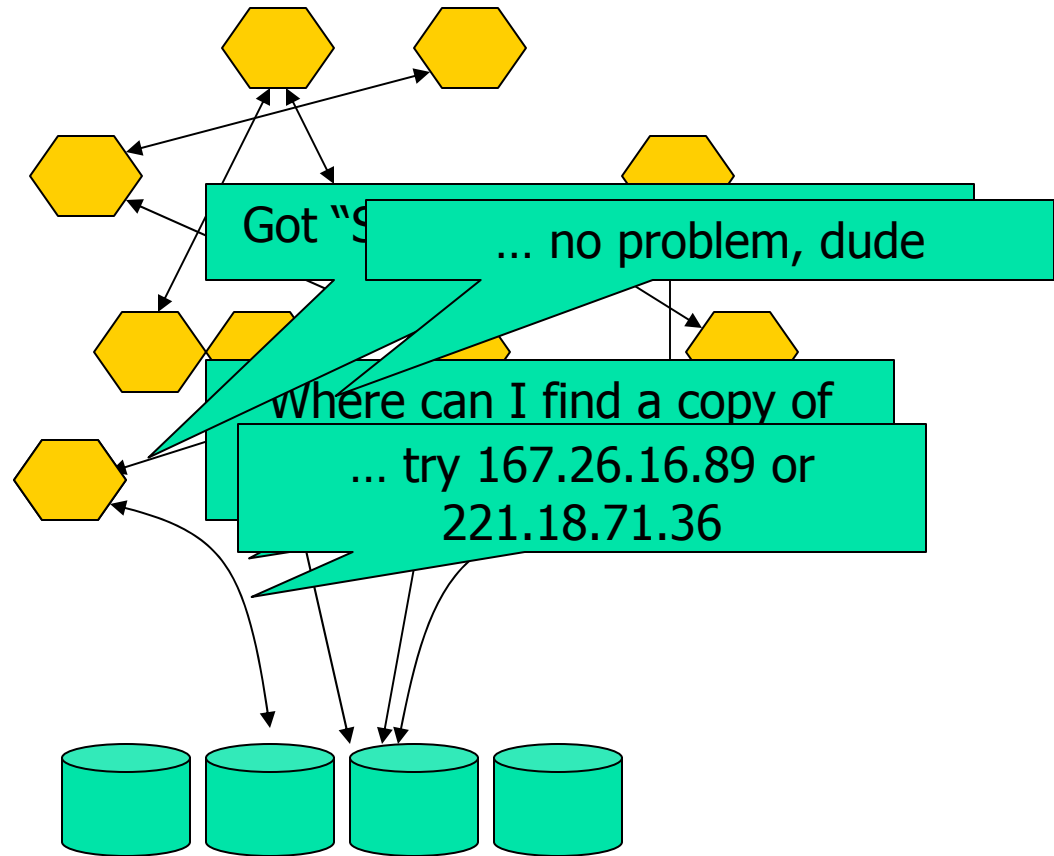 Got “S
… no problem, dude
Where can I find a copy of
… try 167.26.16.89 or
221.18.71.36